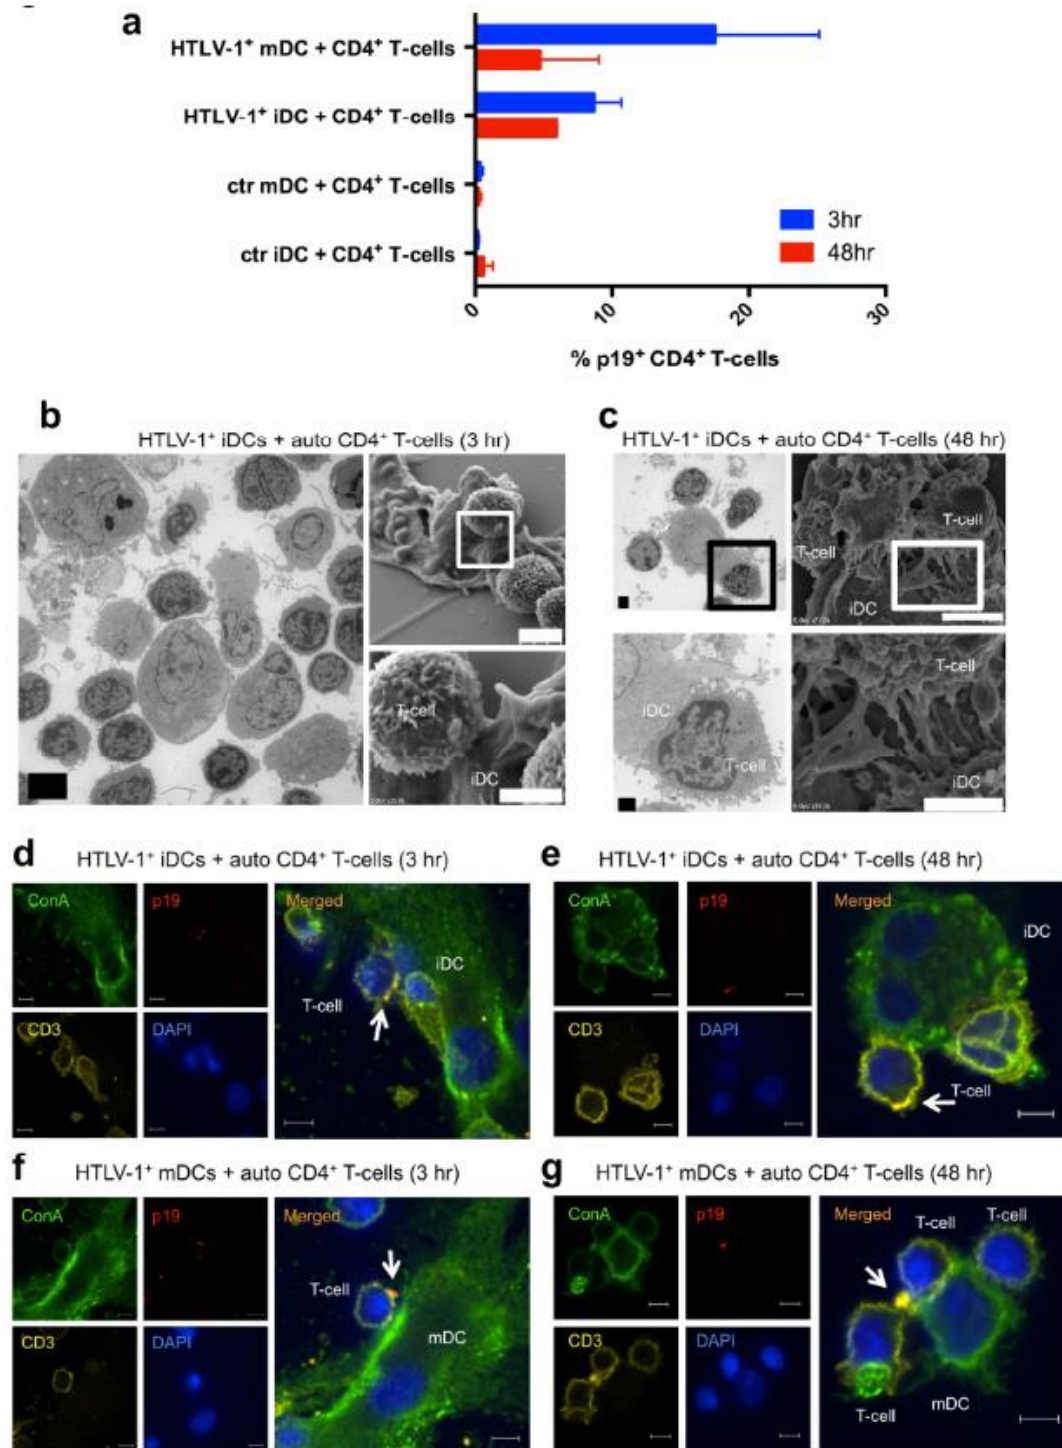 a
HTLV-1⁺ mDC + CD4⁺ T-cells
HTLV-1⁺ iDC + CD4⁺ T-cells
ctr mDC + CD4⁺ T-cells
ctr iDC + CD4⁺ T-cells
3hr
48hr
0 10 20 30
% p19⁺ CD4⁺ T-cells
b
HTLV-1⁺ iDCs + auto CD4⁺ T-cells (3 hr)
T-cell
iDC
c
HTLV-1⁺ iDCs + auto CD4⁺ T-cells (48 hr)
T-cell
T-cell
iDC
iDC
T-cell
T-cell
iDC
d
HTLV-1⁺ iDCs + auto CD4⁺ T-cells (3 hr)
ConA
p19
Merged
iDC
T-cell
CD3
DAPI
e
HTLV-1⁺ iDCs + auto CD4⁺ T-cells (48 hr)
ConA
p19
Merged
iDC
CD3
DAPI
T-cell
f
HTLV-1⁺ mDCs + auto CD4⁺ T-cells (3 hr)
ConA
p19
Merged
T-cell
mDC
CD3
DAPI
g
HTLV-1⁺ mDCs + auto CD4⁺ T-cells (48 hr)
ConA
p19
Merged
T-cell
T-cell
CD3
DAPI
mDC
T-cell